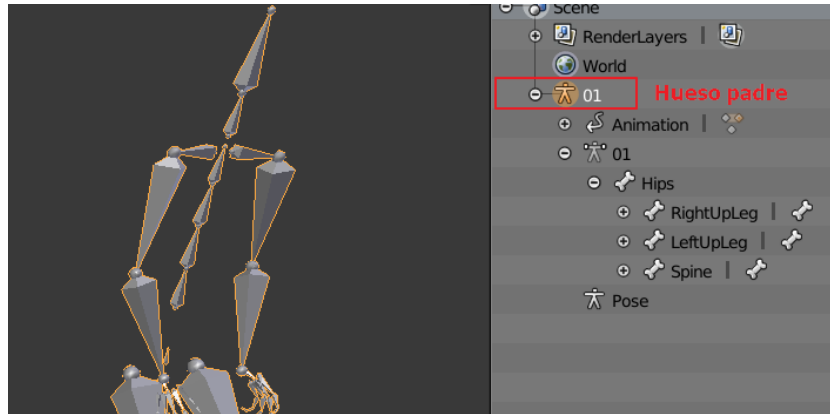 Scene
RenderLayers
World
01 Hueso padre
Animation
01
Hips
RightUpLeg
LeftUpLeg
Spine
Pose